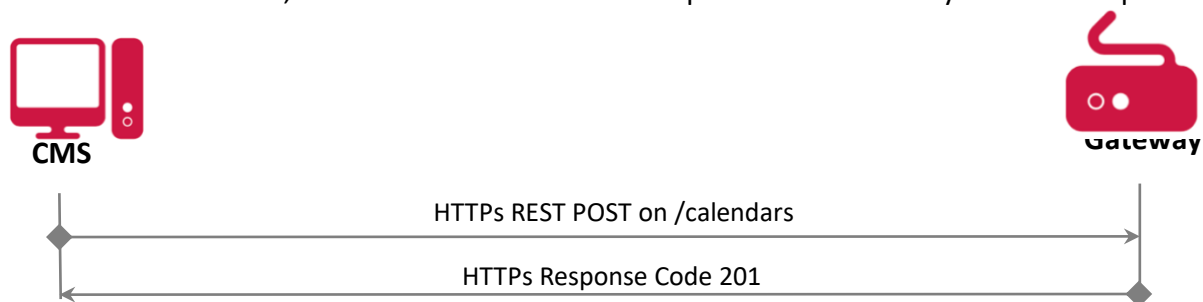 CMS
Gateway
HTTPs REST POST on /calendars
HTTPs Response Code 201